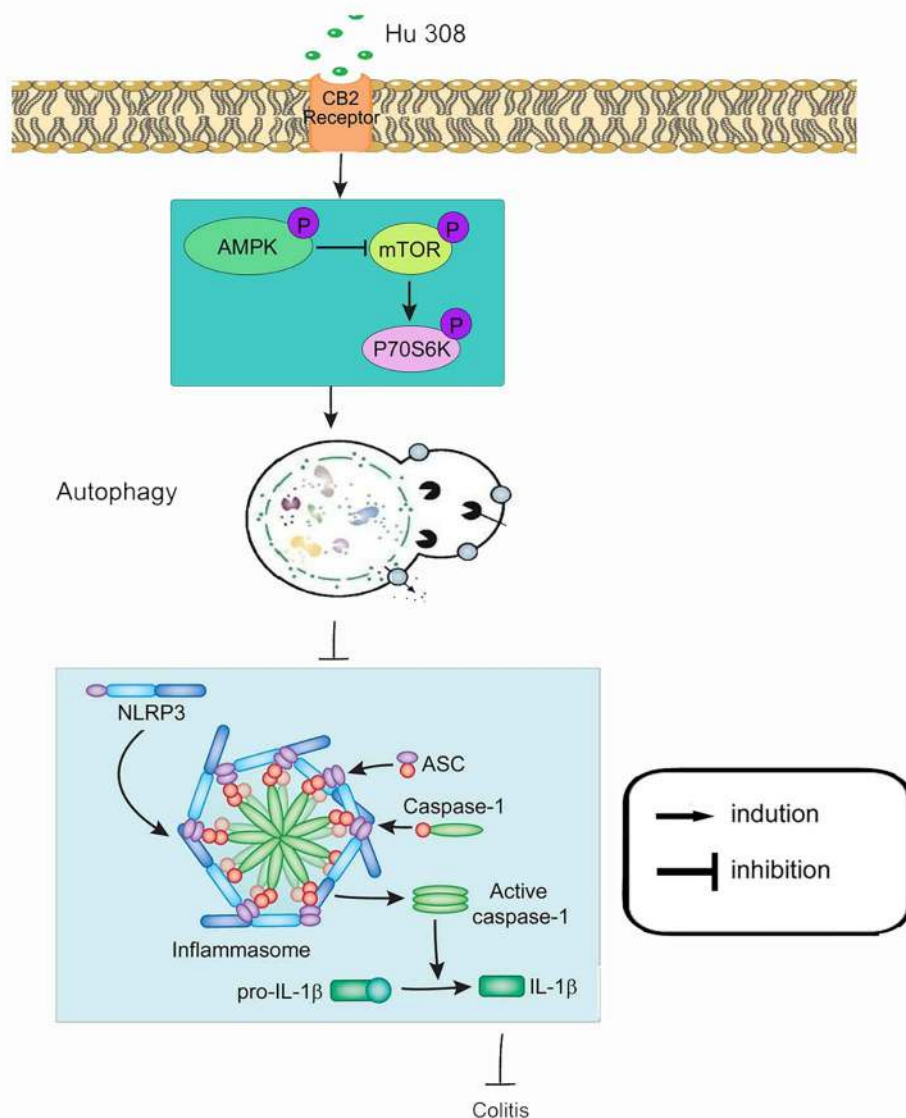 Hu 308
CB2
Receptor
P
P
AMPK
mTOR
P
P70S6K
Autophagy
NLRP3
ASC
Caspase-1
Active
caspase-1
Inflammasome
pro-IL-1β
IL-1β
indution
inhibition
Colitis